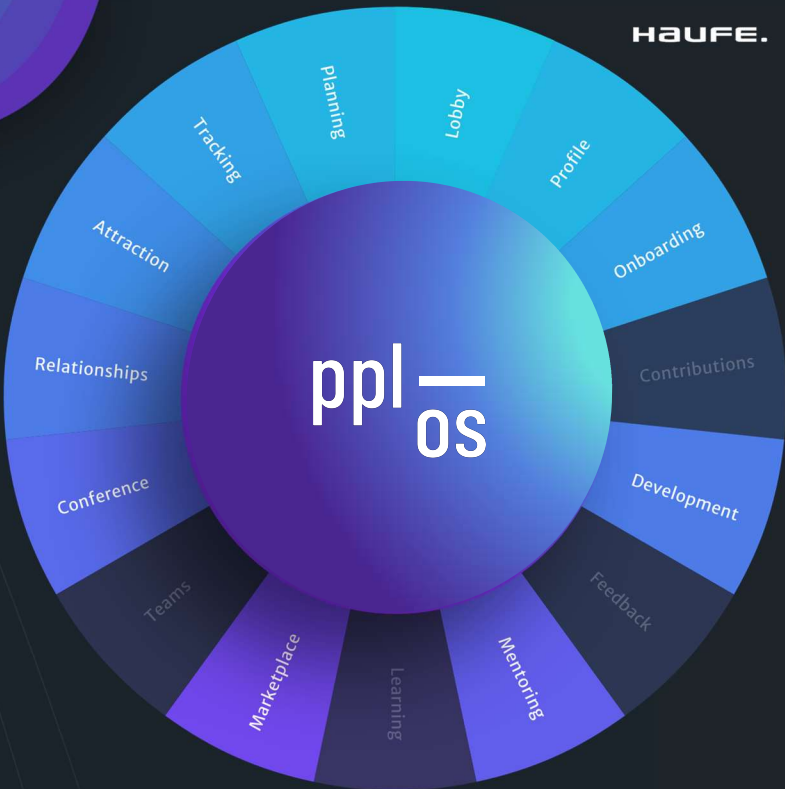 HAUFE.
Planning
Lobby
Profile
Onboarding
Contributions
Development
Feedback
Mentoring
Learning
Marketplace
Teams
Conference
Relationships
Attraction
Tracking
ppl
os